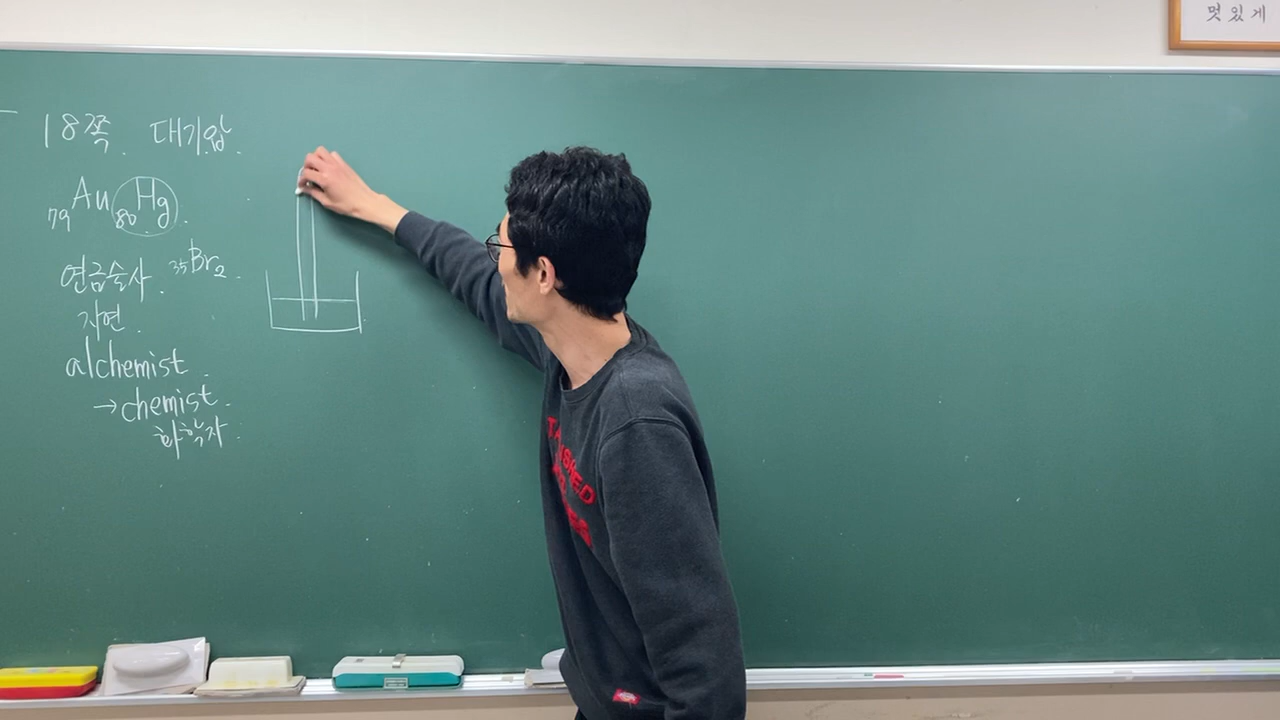 18쪽. 대기압.
79Au 80Hg.
연금술사. 35Br2.
자연.
alchemist.
→chemist.
화학자.
멋있게